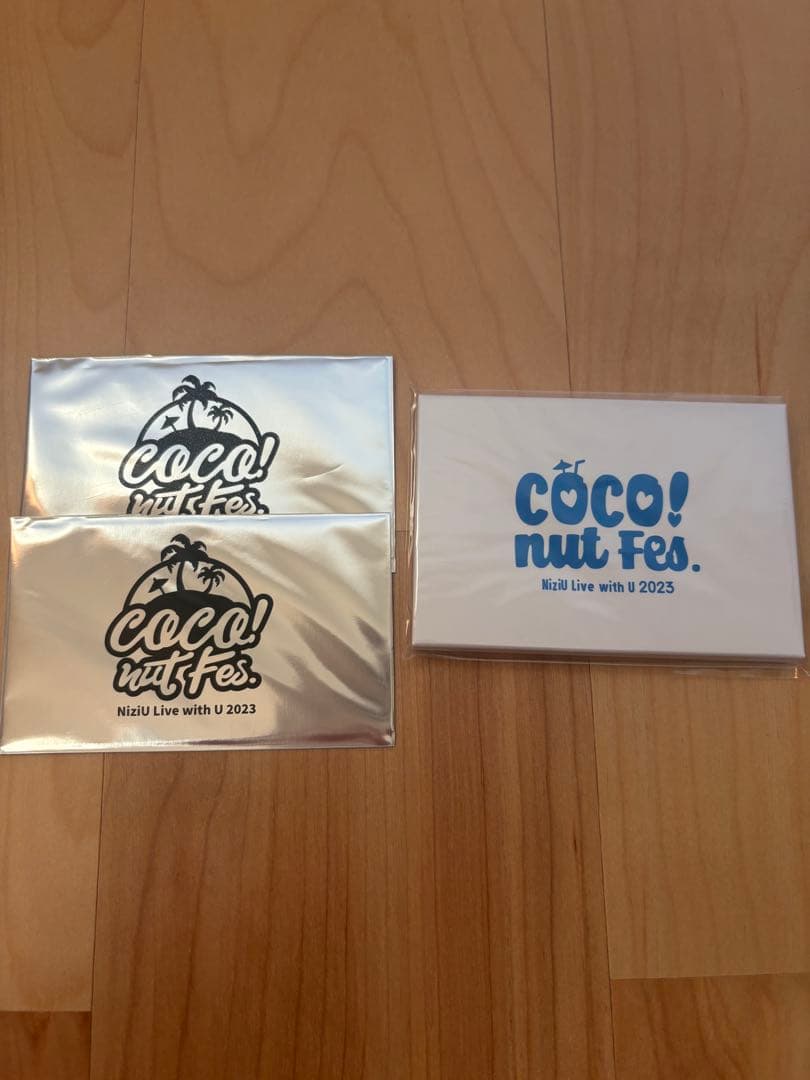 coco!
nut Fes.
coco!
nut Fes.
NiziU Live with U 2023
COCO!
nut Fes.
NiziU Live with U 2023